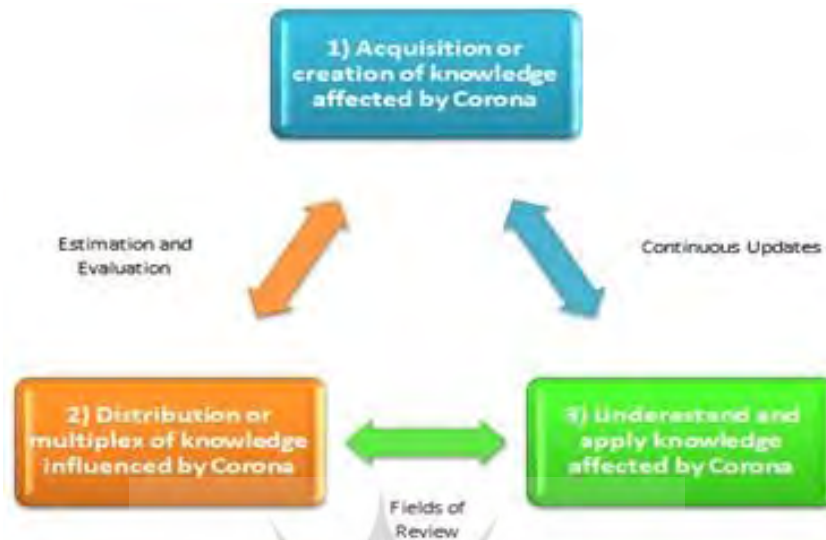 1) Acquisition or
creation of knowledge
affected by Corona
Estimation and
Evaluation
Continuous Updates
2) Distribution or
multiplex of knowledge
influenced by Corona
3) Understand and
apply knowledge
affected by Corona
Fields of
Review